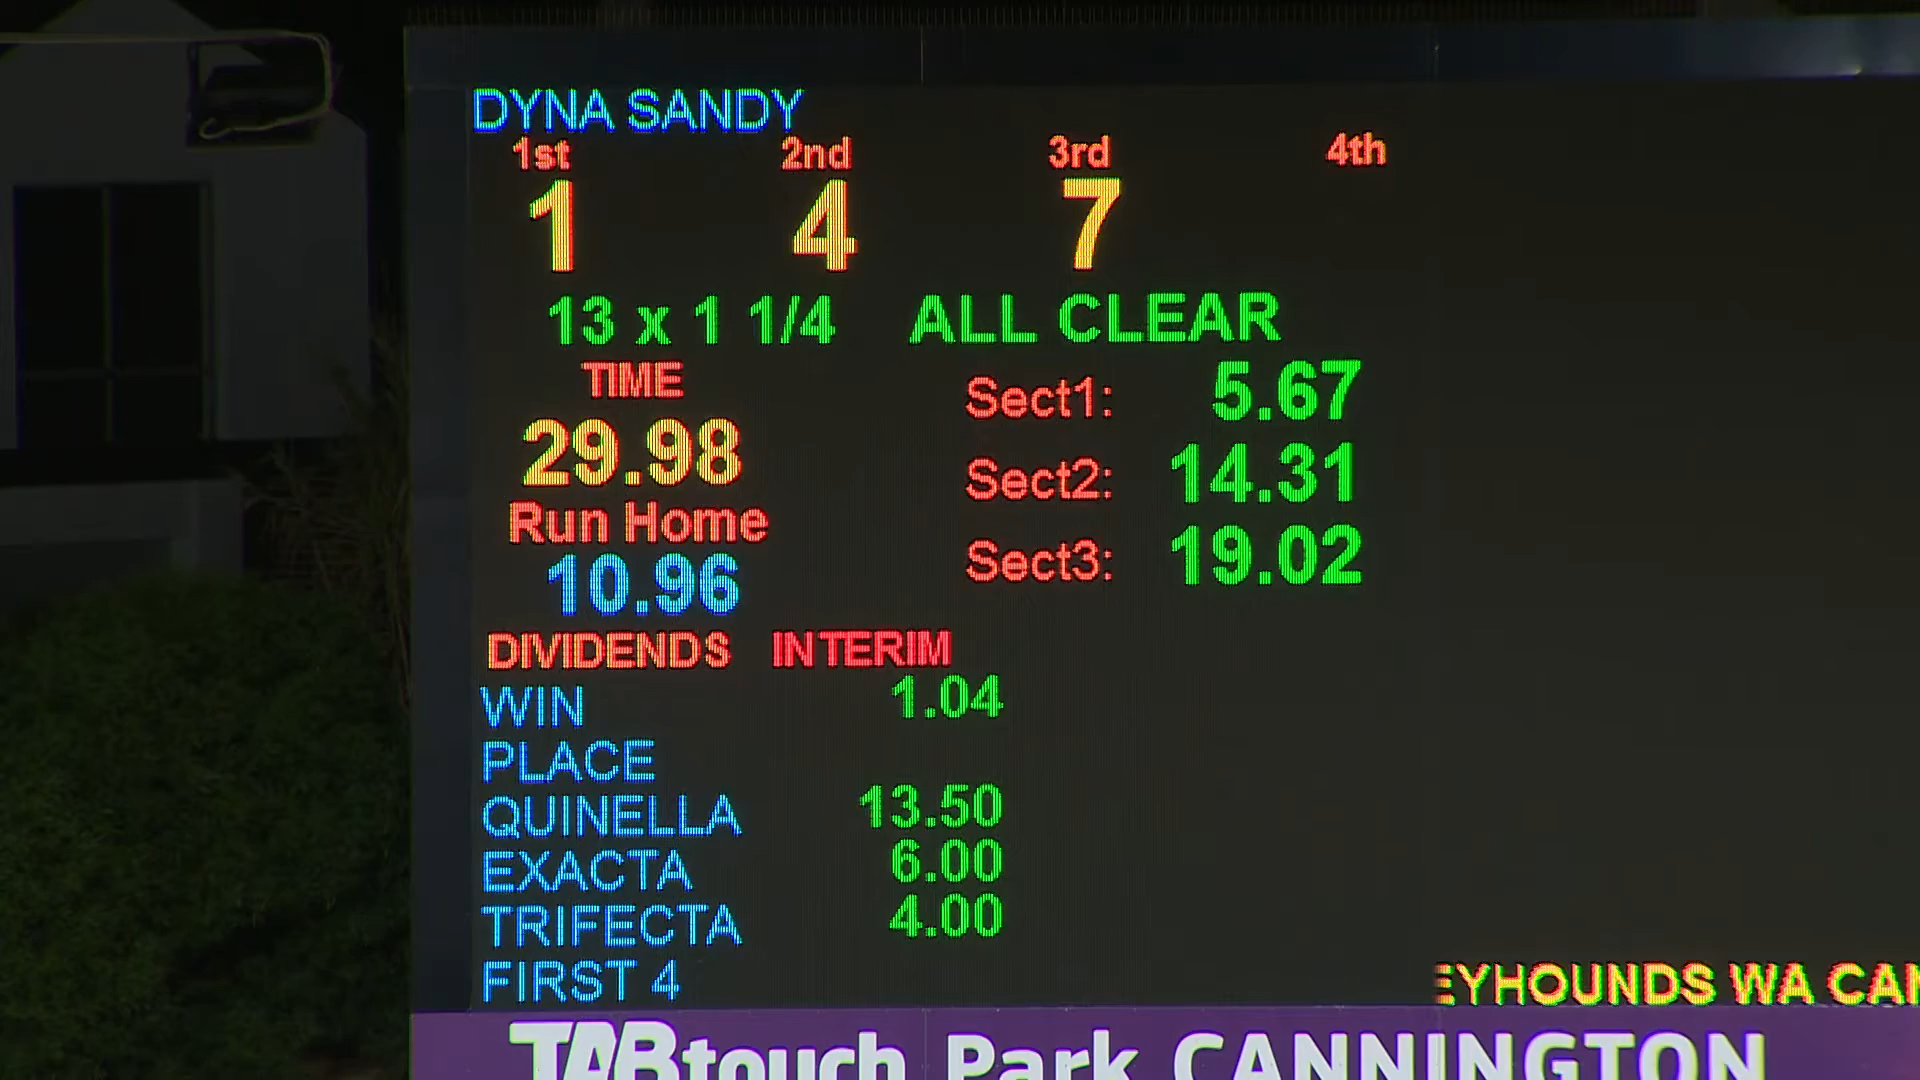 DYNA SANDY
1st 2nd 3rd 4th
1 4 7
13 x 1 1/4 ALL CLEAR
TIME
29.98
Run Home
10.96
Sect1: 5.67
Sect2: 14.31
Sect3: 19.02
DIVIDENDS INTERIM
WIN 1.04
PLACE
QUINELLA 13.50
EXACTA 6.00
TRIFECTA 4.00
FIRST 4
EYHOUNDS WA CAN
TABtouch Park CANNINGTON